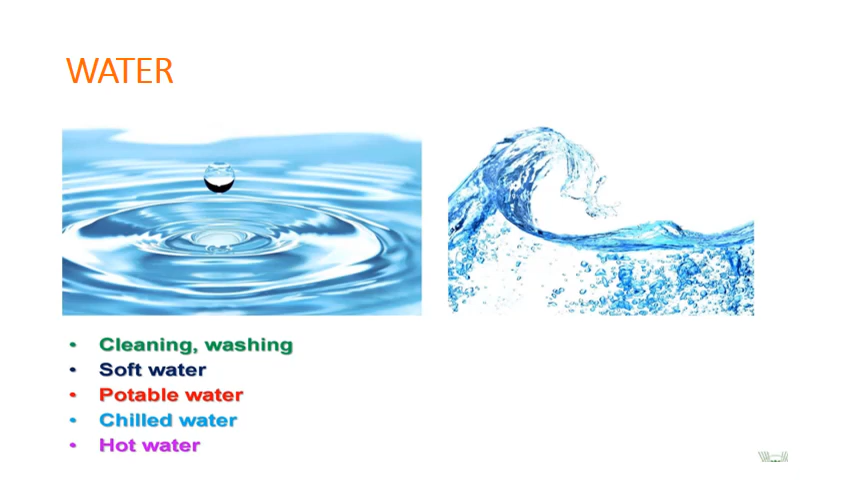 WATER
• Cleaning, washing
• Soft water
• Potable water
• Chilled water
• Hot water